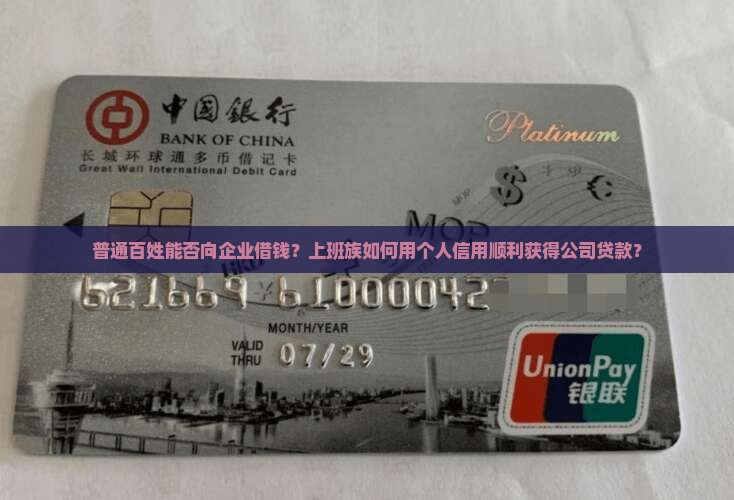 中国银行
BANK OF CHINA
长城环球通多币借记卡
Great Wall International Debit Card
Platinum
MOP
$
€
MOP
普通百姓能否向企业借钱？上班族如何用个人信用顺利获得公司贷款？
621669 61000042
MONTH/YEAR
VALID THRU 07/29
UnionPay
银联